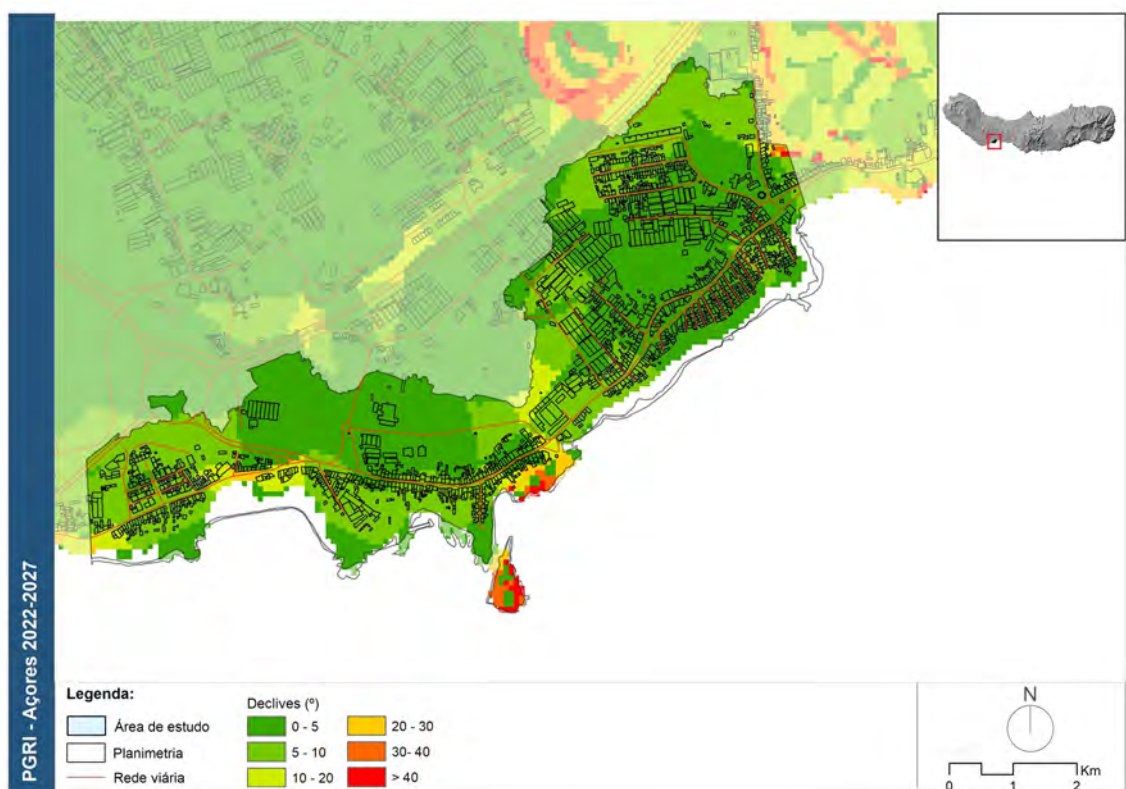 PGRI - Açores 2022-2027
Legenda:
Área de estudo
Planimetria
Rede viária
Declives (º)
0 - 5
5 - 10
10 - 20
20 - 30
30- 40
> 40
N
Km
0 1 2